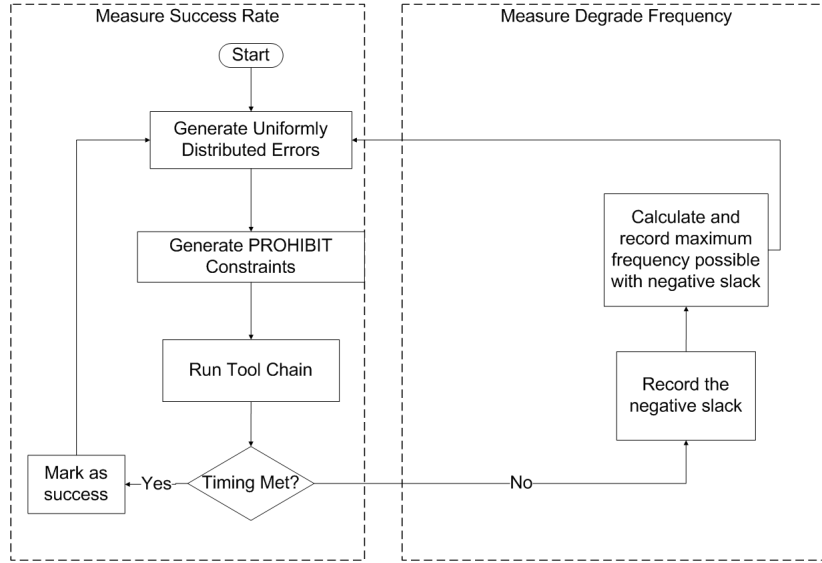 Measure Success Rate
Measure Degrade Frequency
Start
Generate Uniformly
Distributed Errors
Generate PROHIBIT
Constraints
Run Tool Chain
Timing Met?
Yes
Mark as
success
No
Record the
negative slack
Calculate and
record maximum
frequency possible
with negative slack